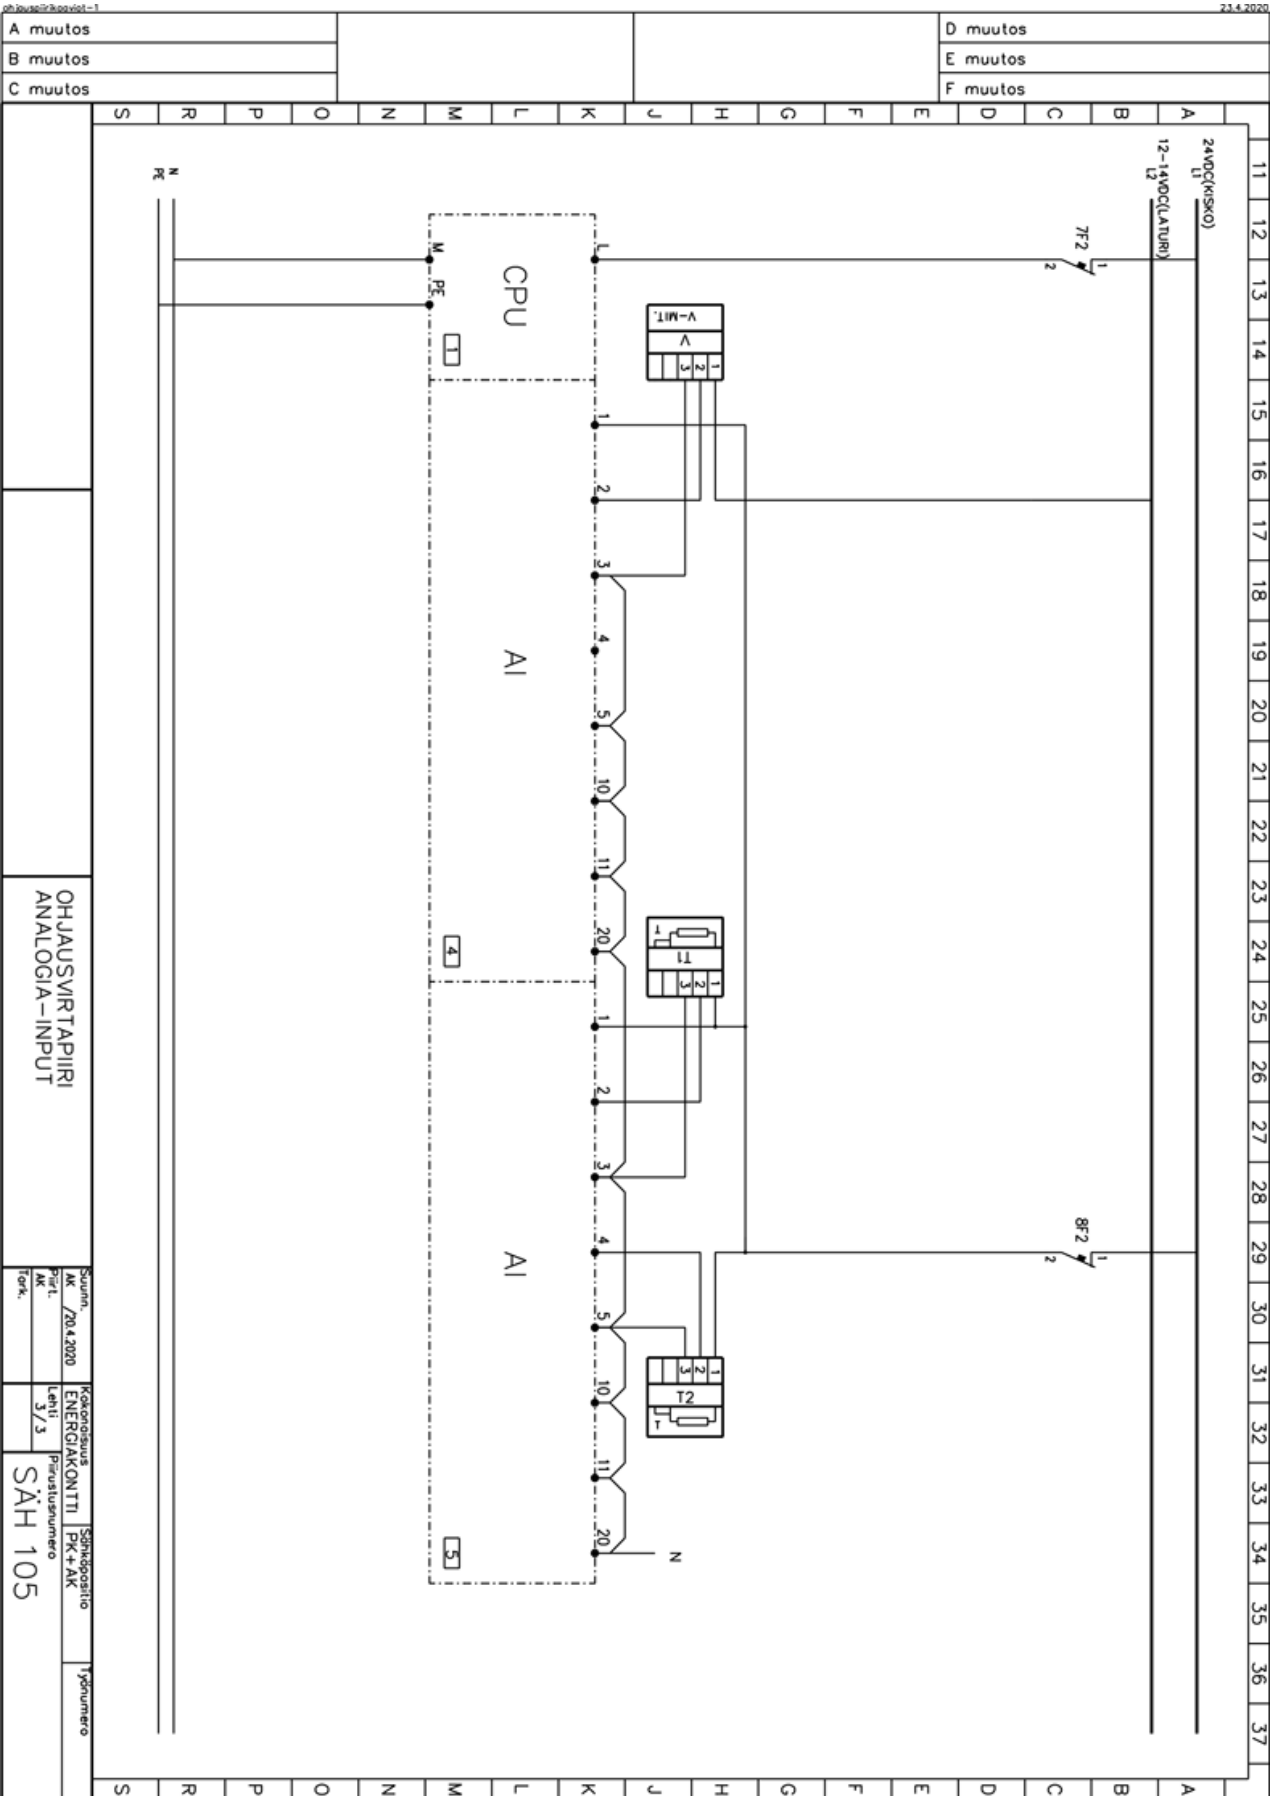 ohjauspiirikaaviot-1
23.4.2020
A muutos
B muutos
C muutos
D muutos
E muutos
F muutos
S R P O N M L K J H G F E D C B A
11 12 13 14 15 16 17 18 19 20 21 22 23 24 25 26 27 28 29 30 31 32 33 34 35 36 37
24VDC(KISKO)
L1
12-14VDC(LATURI)
L2
7F2
1
2
8F2
1
2
V-MIT.
V
1 2 3
T
T1
1 2 3
1 2 3
T2
T
L
1
2
3
4
5
10
11
20
1
2
3
4
5
10
11
20
N
CPU
AI
AI
M
PE
1
4
5
N
PE
OHJAUSVIRTAPIIRI
ANALOGIA-INPUT
Suunn.
AK /20.4.2020
Piirt.
AK
Tark.
Kokonaisuus
ENERGIAKONTTI
Sähköpositio
PK+AK
Työnumero
Lehti
3/3
Piirustusnumero
SÄH 105
S R P O N M L K J H G F E D C B A